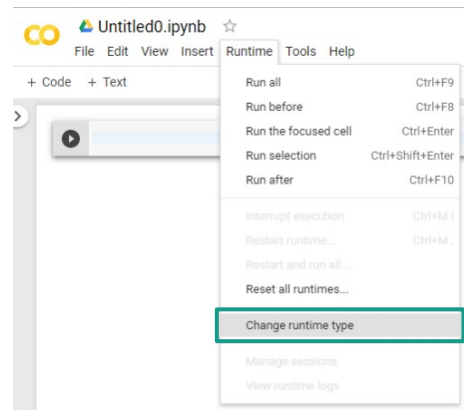 CO Untitled0.ipynb
File Edit View Insert Runtime Tools Help
+ Code + Text
Run all Ctrl+F9
Run before Ctrl+F8
Run the focused cell Ctrl+Enter
Run selection Ctrl+Shift+Enter
Run after Ctrl+F10
Interrupt execution Ctrl+M I
Restart runtime... Ctrl+M .
Restart and run all...
Reset all runtimes...
Change runtime type
Manage sessions
View runtime logs